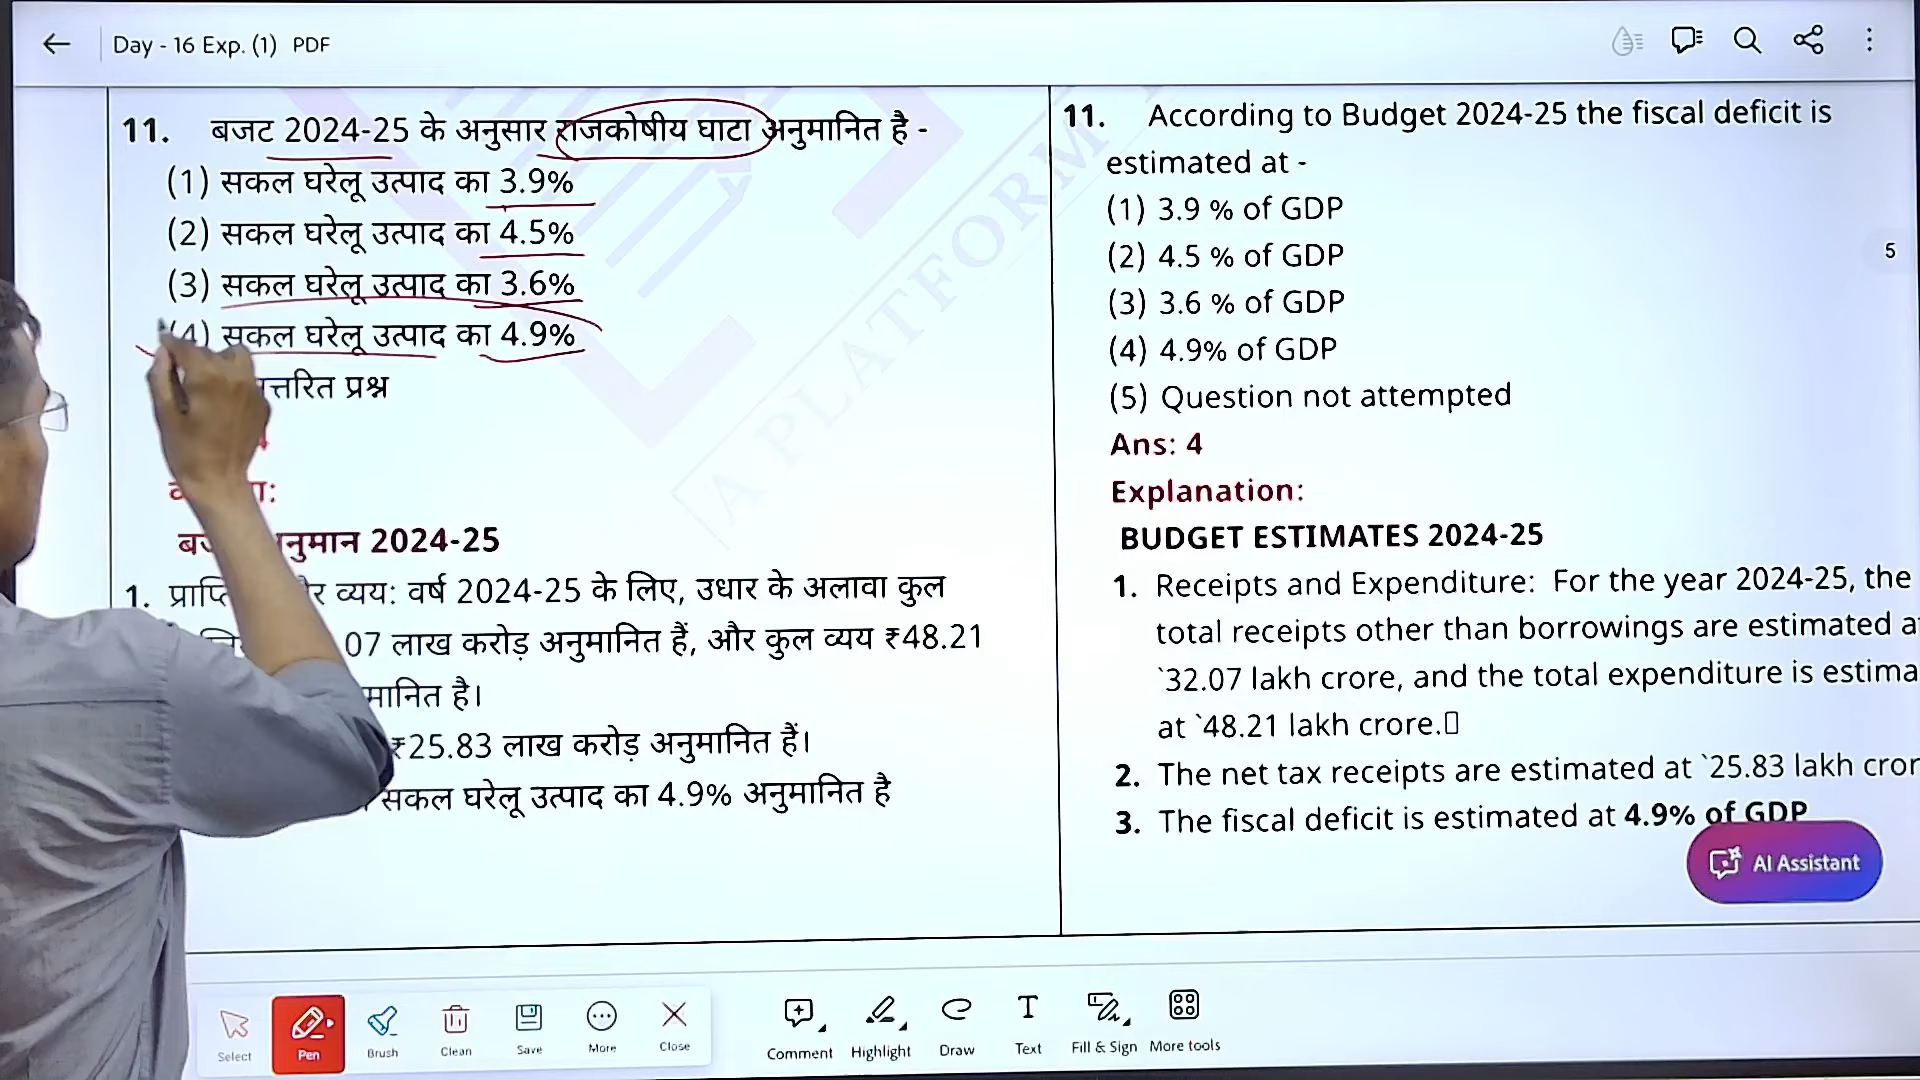 Day - 16 Exp. (1) PDF
11. बजट 2024-25 के अनुसार राजकोषीय घाटा अनुमानित है -
(1) सकल घरेलू उत्पाद का 3.9%
(2) सकल घरेलू उत्पाद का 4.5%
(3) सकल घरेलू उत्पाद का 3.6%
(4) सकल घरेलू उत्पाद का 4.9%
प्रश्न
अनुमान 2024-25
1. व्यय: वर्ष 2024-25 के लिए, उधार के अलावा कुल
07 लाख करोड़ अनुमानित हैं, और कुल व्यय ₹48.21
है।
₹25.83 लाख करोड़ अनुमानित हैं।
सकल घरेलू उत्पाद का 4.9% अनुमानित है
11. According to Budget 2024-25 the fiscal deficit is
estimated at -
(1) 3.9 % of GDP
(2) 4.5 % of GDP
(3) 3.6 % of GDP
(4) 4.9% of GDP
(5) Question not attempted
Ans: 4
Explanation:
BUDGET ESTIMATES 2024-25
1. Receipts and Expenditure: For the year 2024-25, the
total receipts other than borrowings are estimated a
`32.07 lakh crore, and the total expenditure is estima
at `48.21 lakh crore.
2. The net tax receipts are estimated at `25.83 lakh cror
3. The fiscal deficit is estimated at 4.9% of GDP
5
A PLATFORM
AI Assistant
Select Pen Brush Clean Save More Close Comment Highlight Draw Text Fill & Sign More tools